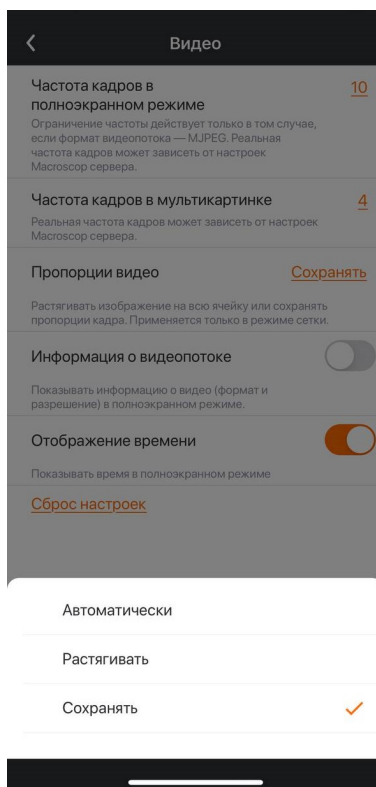 Видео
Частота кадров в
полноэкранном режиме
10
Ограничение частоты действует только в том случае,
если формат видеопотока — MJPEG. Реальная
частота кадров может зависеть от настроек
Macroscop сервера.
Частота кадров в мультикартинке
4
Реальная частота кадров может зависеть от настроек
Macroscop сервера.
Пропорции видео
Сохранять
Растягивать изображение на всю ячейку или сохранять
пропорции кадра. Применяется только в режиме сетки.
Информация о видеопотоке
Показывать информацию о видео (формат и
разрешение) в полноэкранном режиме.
Отображение времени
Показывать время в полноэкранном режиме
Сброс настроек
Автоматически
Растягивать
Сохранять